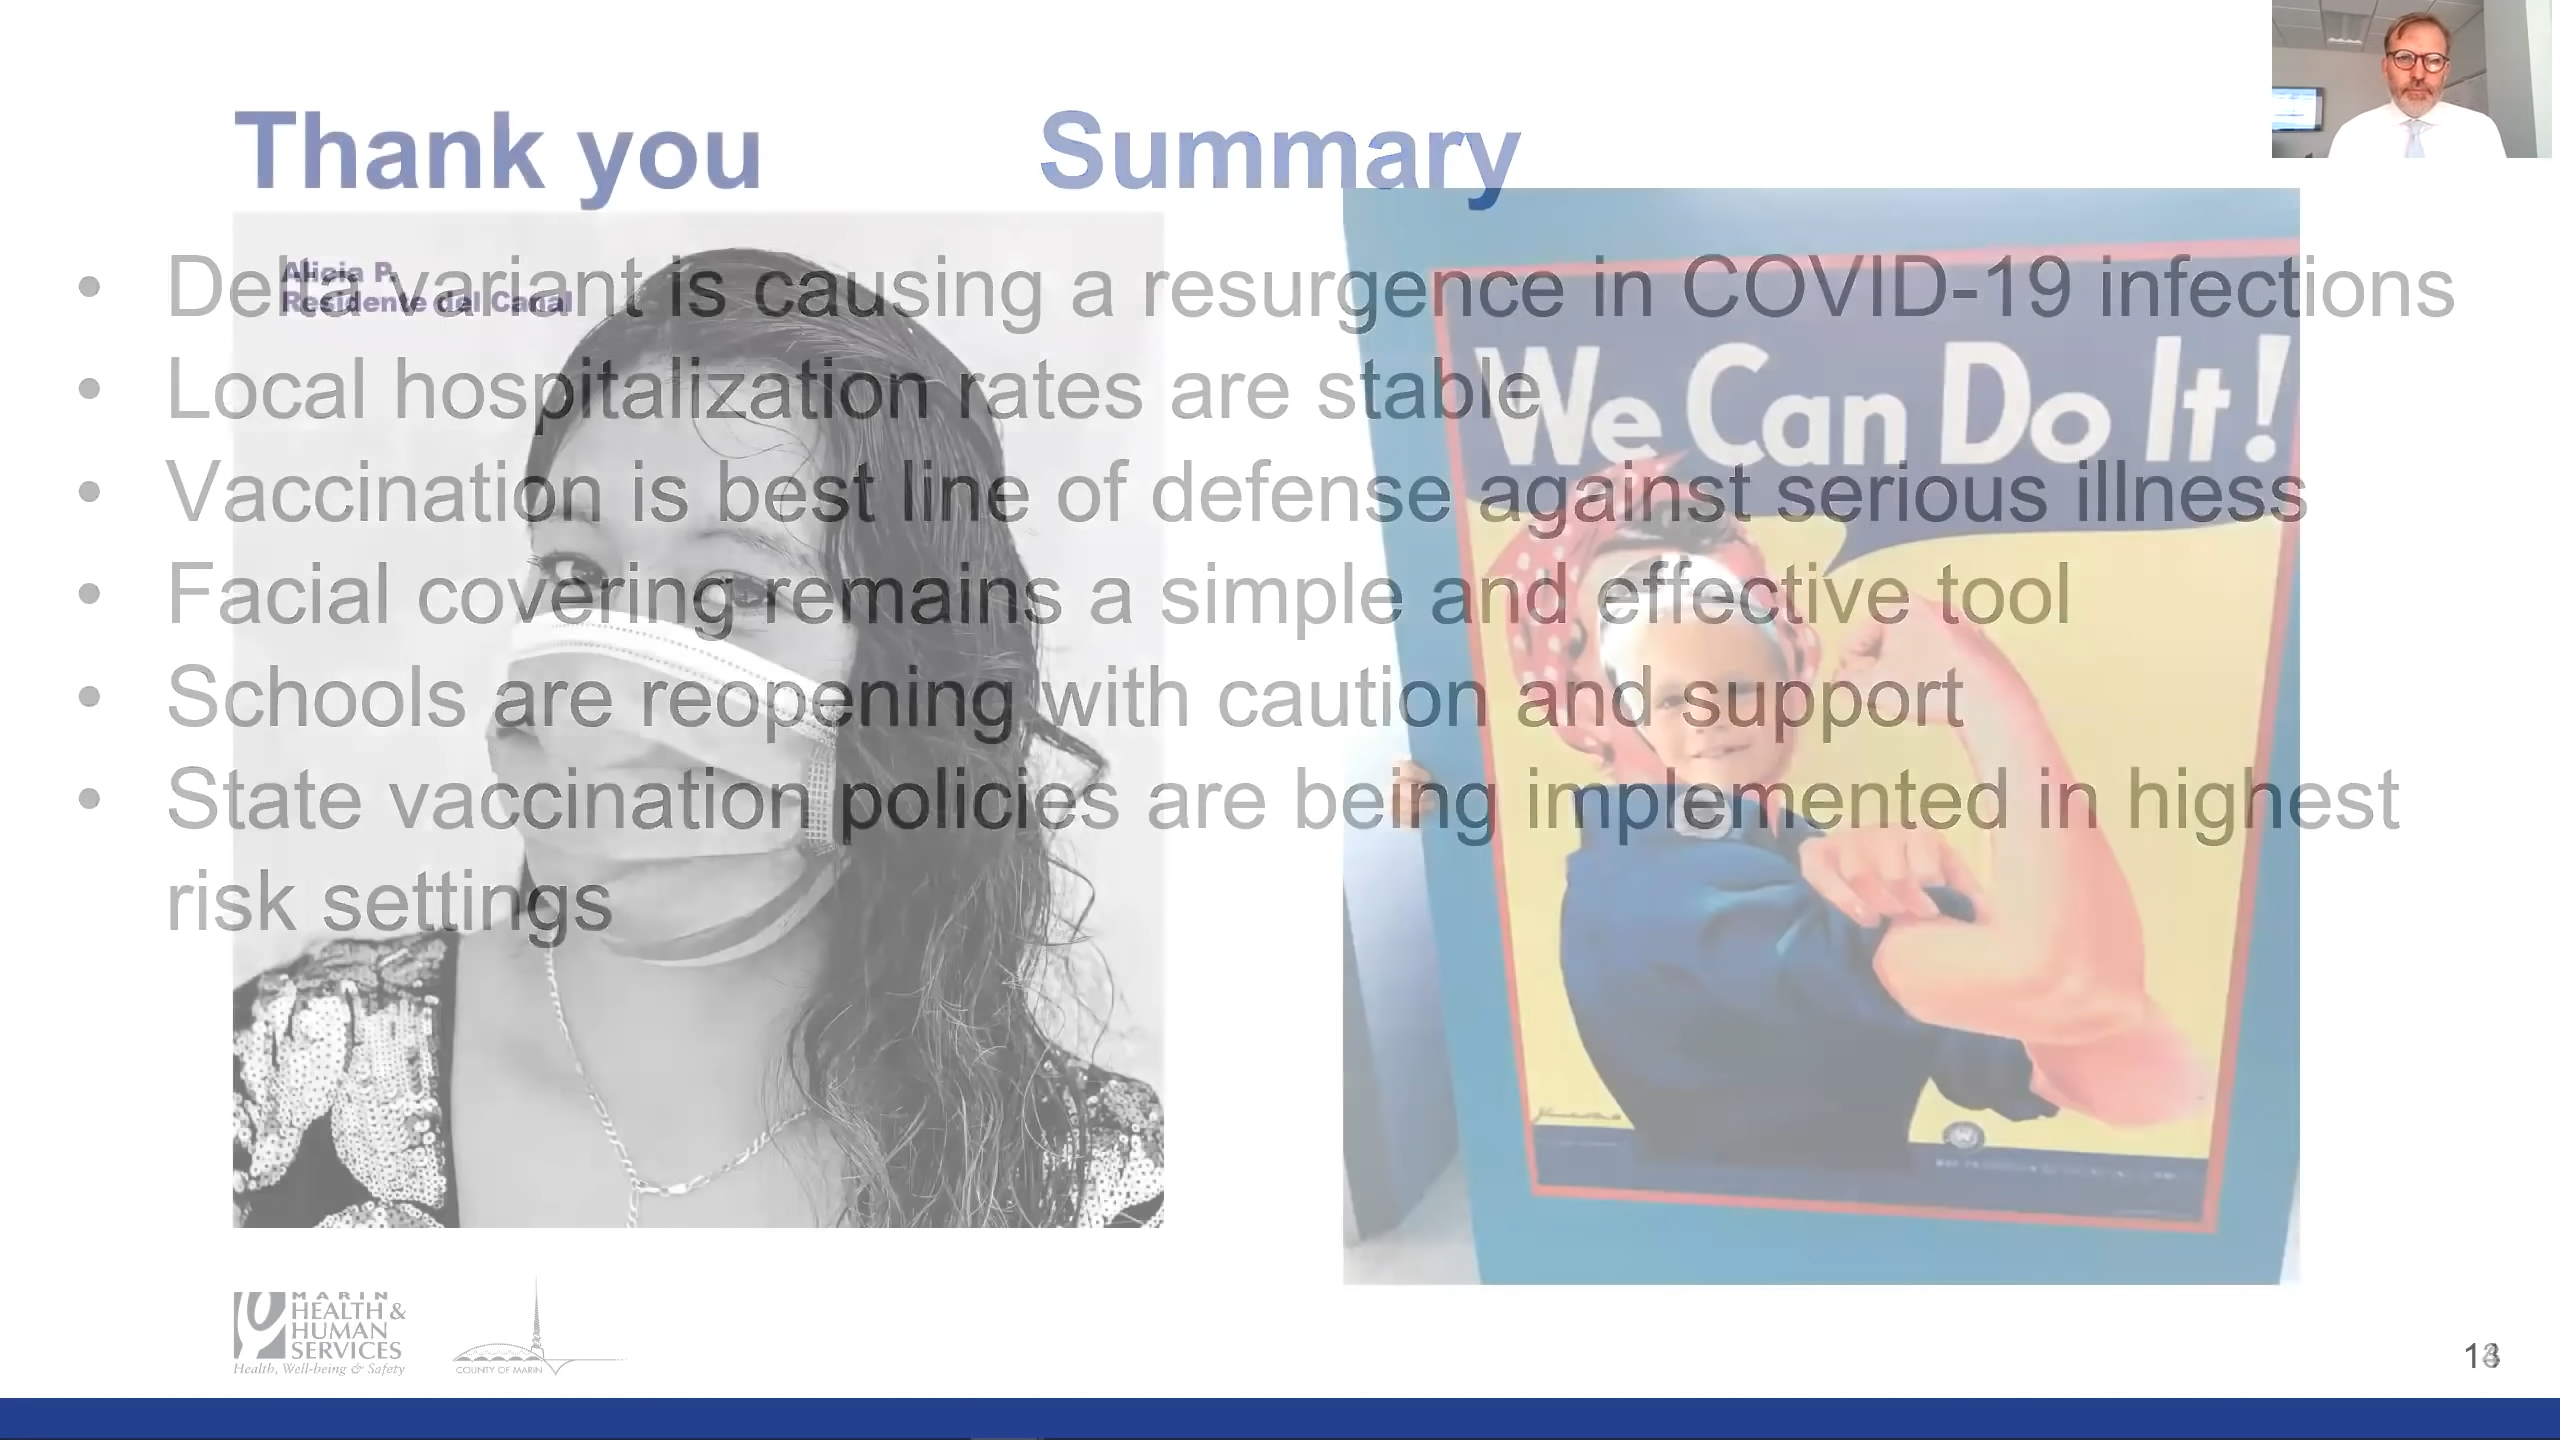 Thank you
Summary
Alicia P.
Residente del Canal
• Delta variant is causing a resurgence in COVID-19 infections
• Local hospitalization rates are stable
• Vaccination is best line of defense against serious illness
• Facial covering remains a simple and effective tool
• Schools are reopening with caution and support
• State vaccination policies are being implemented in highest
risk settings
We Can Do It!
MARIN
HEALTH &
HUMAN
SERVICES
Health, Well-being & Safety
COUNTY OF MARIN